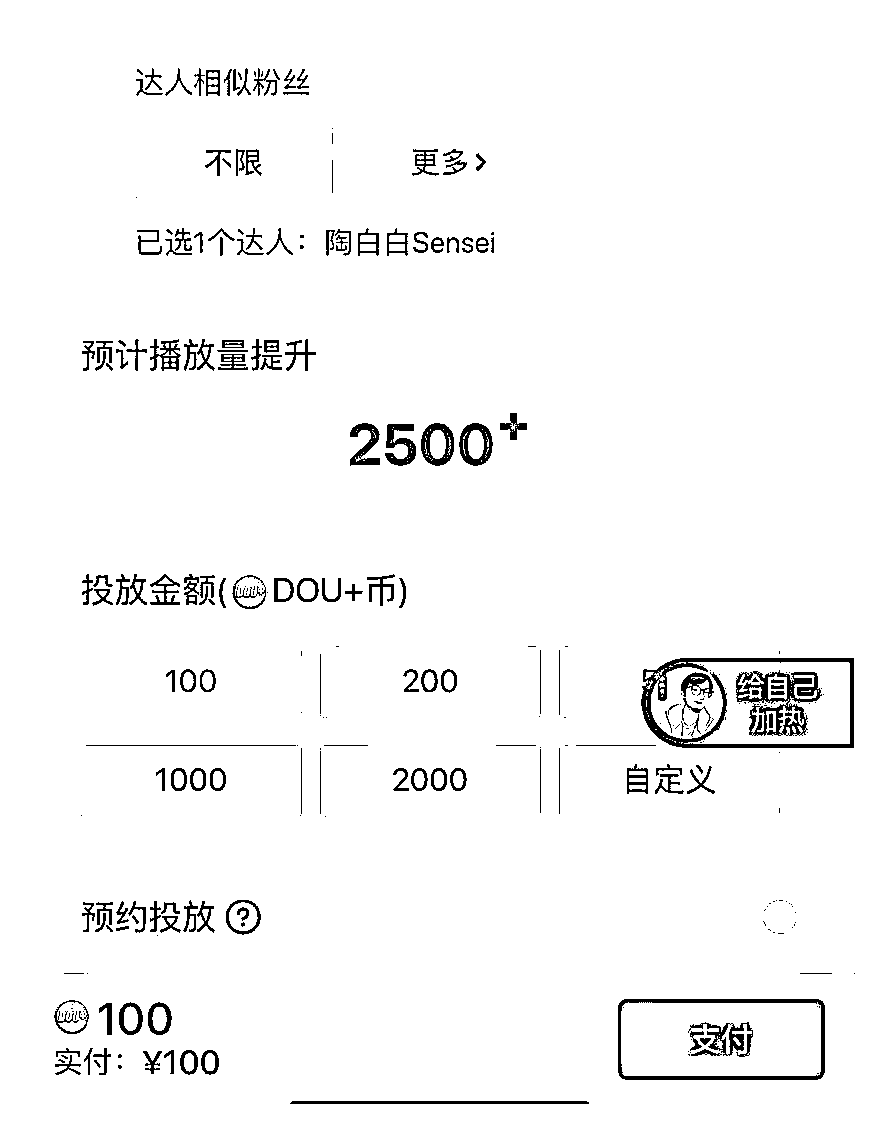 达人相似粉丝
不限 更多
已选1个达人：陶白白Sensei
预计播放量提升
2500+
投放金额(DOU+币)
100 200
给自己
加热
1000 2000 自定义
预约投放 ?
100
实付：¥100
支付